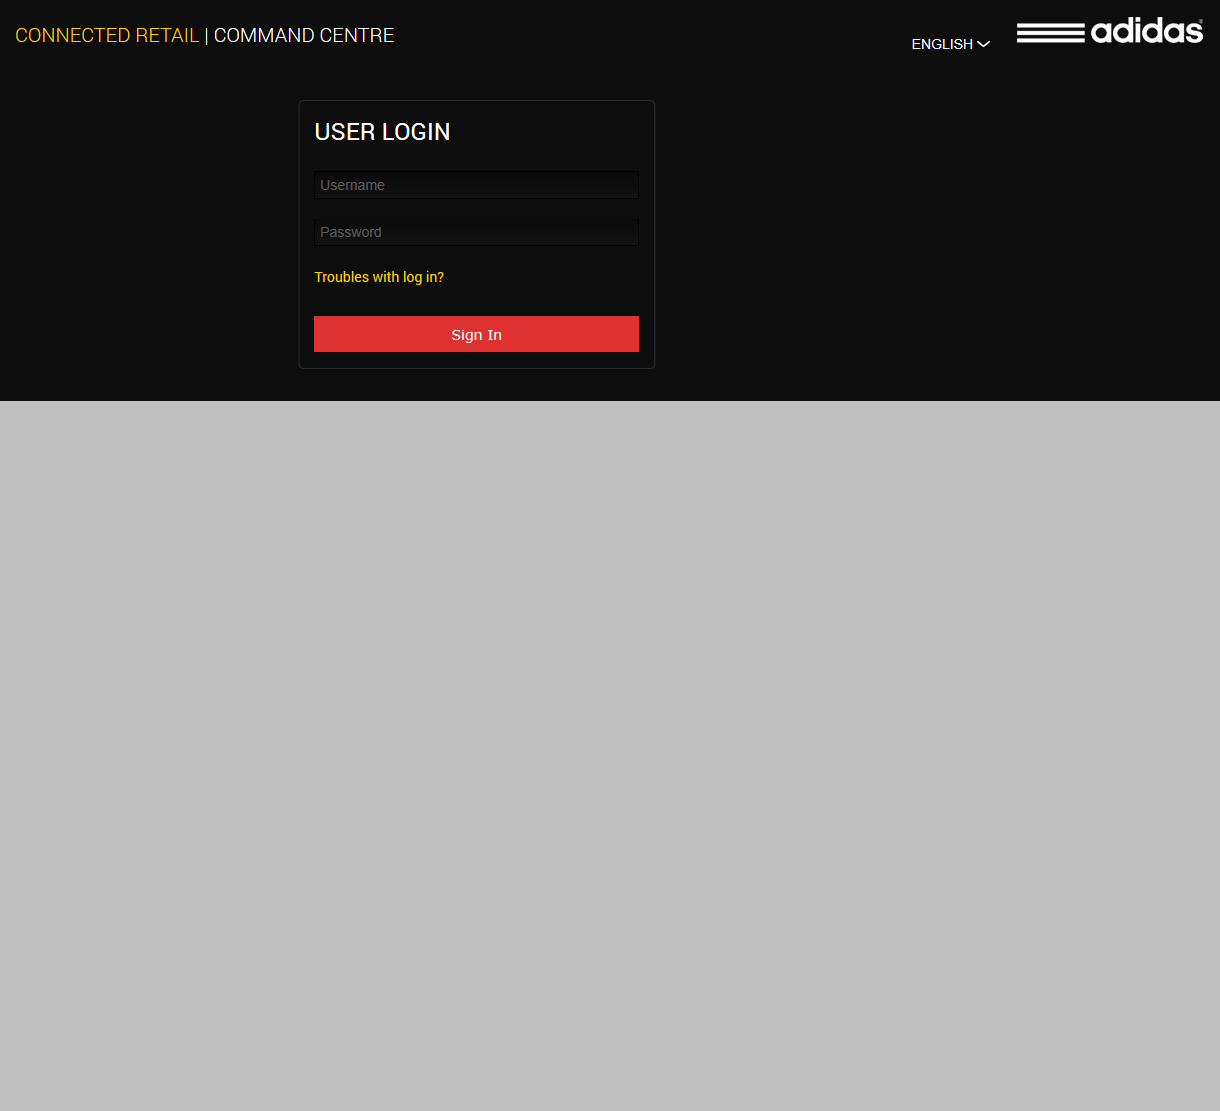 CONNECTED RETAIL | COMMAND CENTRE
ENGLISH
adidas®
USER LOGIN
Username
Password
Troubles with log in?
Sign In